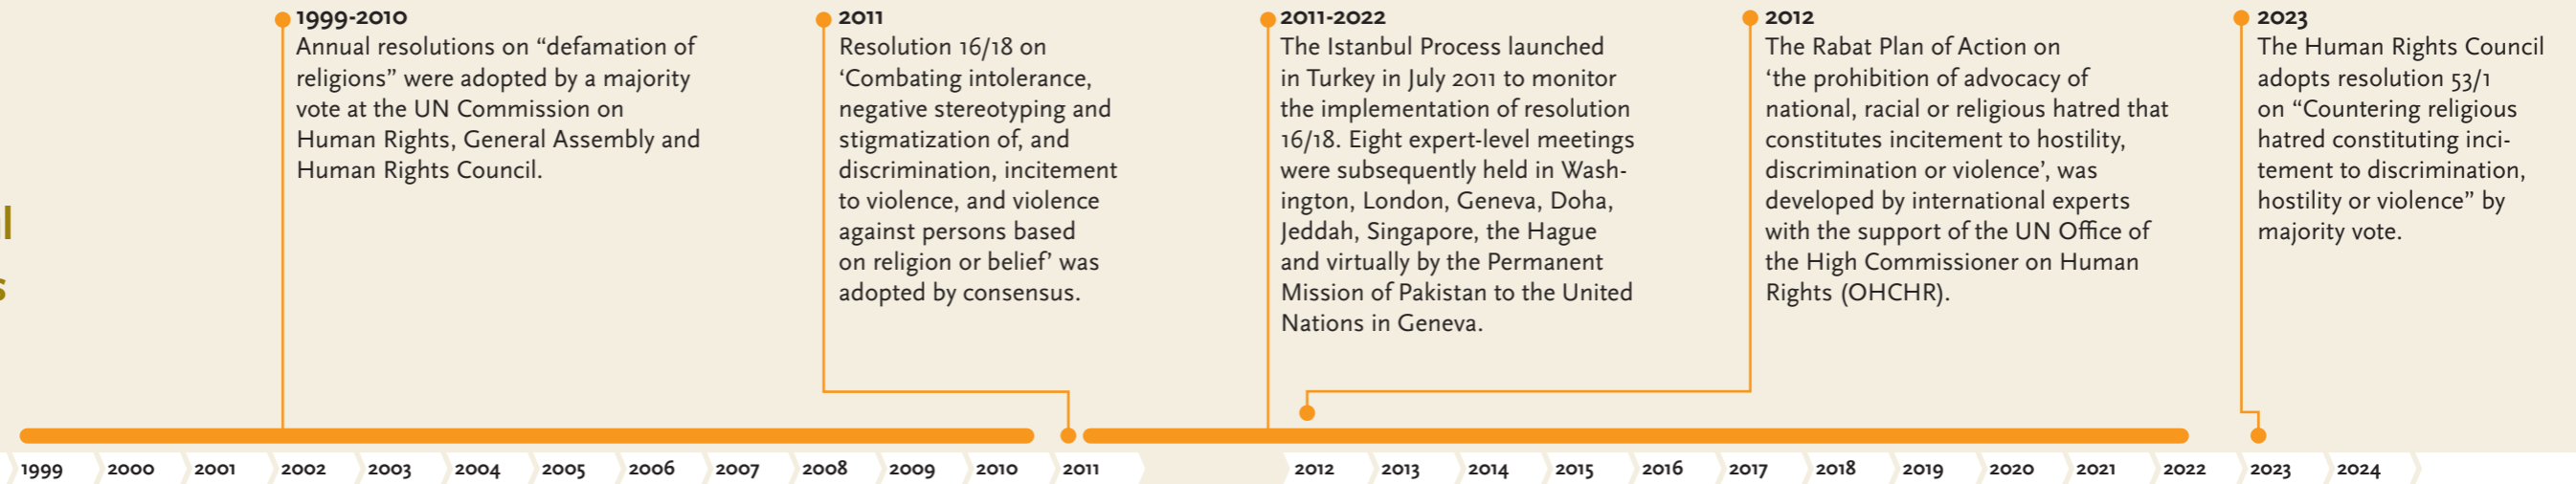 1999-2010
Annual resolutions on “defamation of
religions” were adopted by a majority
vote at the UN Commission on
Human Rights, General Assembly and
Human Rights Council.
2011
Resolution 16/18 on
‘Combating intolerance,
negative stereotyping and
stigmatization of, and
discrimination, incitement
to violence, and violence
against persons based
on religion or belief’ was
adopted by consensus.
2011-2022
The Istanbul Process launched
in Turkey in July 2011 to monitor
the implementation of resolution
16/18. Eight expert-level meetings
were subsequently held in Wash-
ington, London, Geneva, Doha,
Jeddah, Singapore, the Hague
and virtually by the Permanent
Mission of Pakistan to the United
Nations in Geneva.
2012
The Rabat Plan of Action on
‘the prohibition of advocacy of
national, racial or religious hatred that
constitutes incitement to hostility,
discrimination or violence’, was
developed by international experts
with the support of the UN Office of
the High Commissioner on Human
Rights (OHCHR).
2023
The Human Rights Council
adopts resolution 53/1
on “Countering religious
hatred constituting inci-
tement to discrimination,
hostility or violence” by
majority vote.
1999 2000 2001 2002 2003 2004 2005 2006 2007 2008 2009 2010 2011 2012 2013 2014 2015 2016 2017 2018 2019 2020 2021 2022 2023 2024